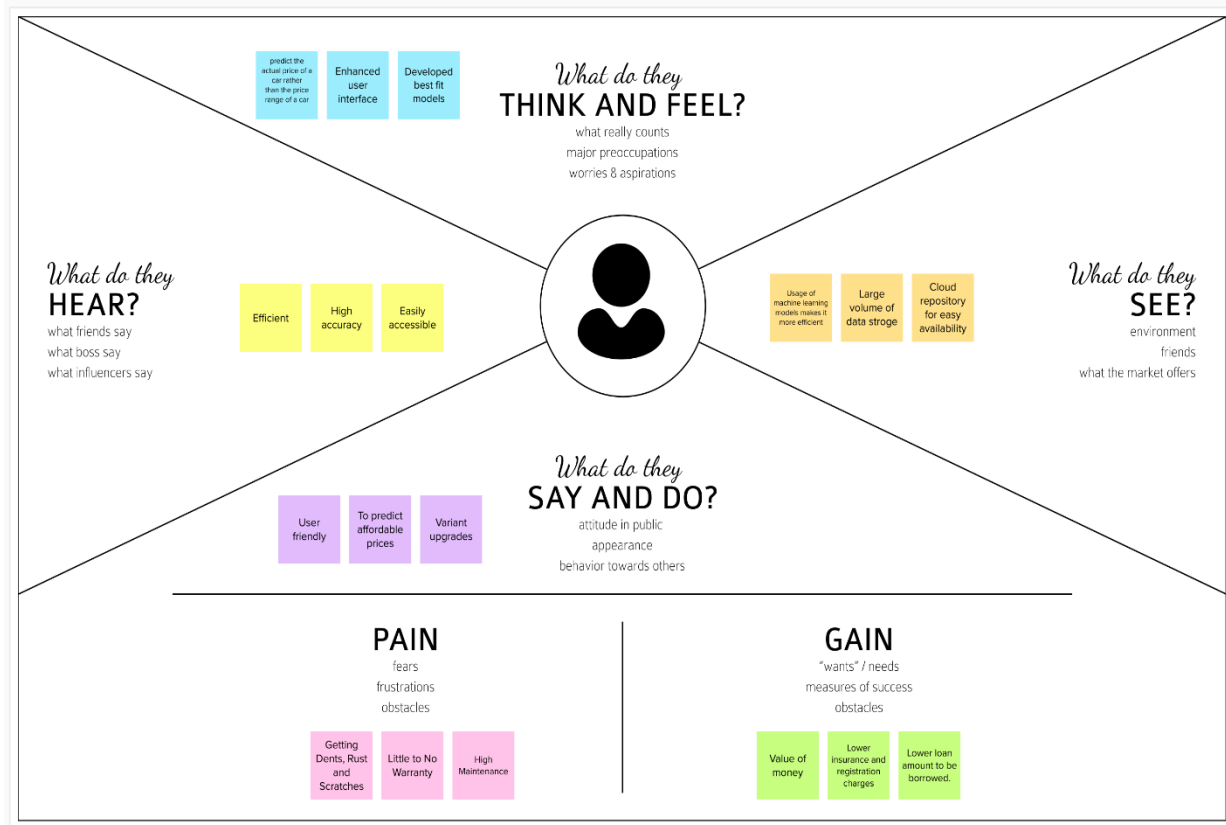 predict the
actual price of a
car rather
than the price
range of a car
Enhanced
user
interface
Developed
best fit
models
What do they
THINK AND FEEL?
what really counts
major preoccupations
worries & aspirations
What do they
HEAR?
what friends say
what boss say
what influencers say
Efficient
High
accuracy
Easily
accessible
Usage of
machine learning
models makes it
more efficient
Large
volume of
data stroge
Cloud
repository
for easy
availability
What do they
SEE?
environment
friends
what the market offers
What do they
SAY AND DO?
attitude in public
appearance
behavior towards others
User
friendly
To predict
affordable
prices
Variant
upgrades
PAIN
fears
frustrations
obstacles
Getting
Dents, Rust
and
Scratches
Little to No
Warranty
High
Maintenance
GAIN
"wants" / needs
measures of success
obstacles
Value of
money
Lower
insurance and
registration
charges
Lower loan
amount to be
borrowed.